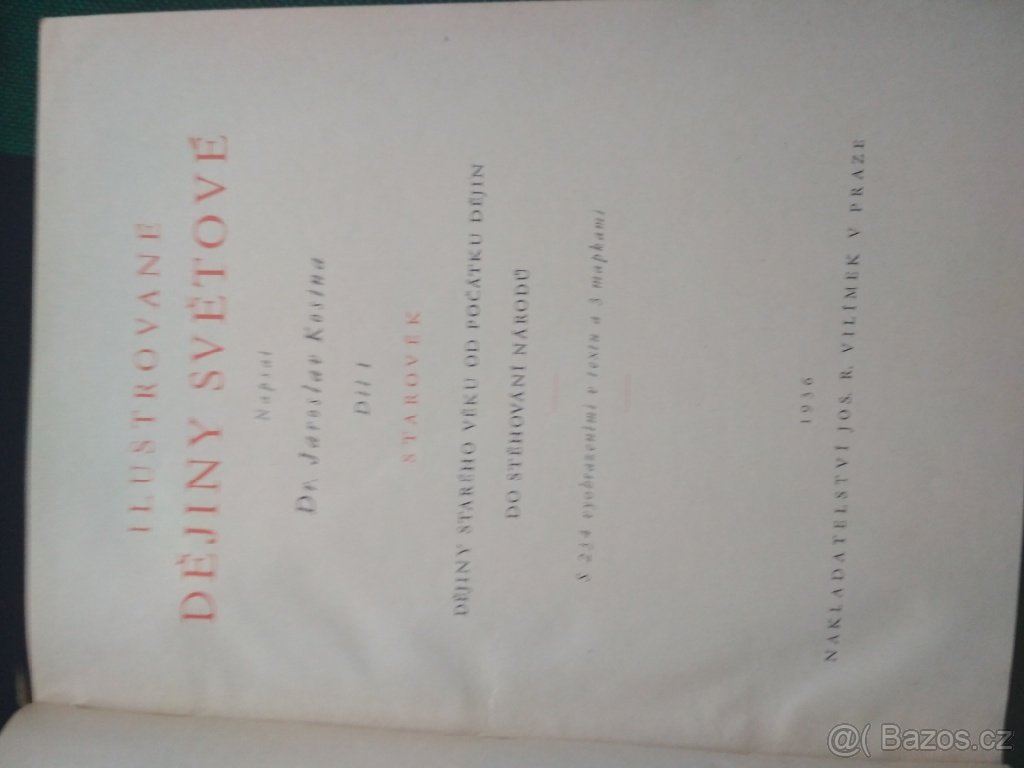 ILUSTROVANÉ
DĚJINY SVĚTOVÉ
Napsal
Dr. Jaroslav Kosina
Díl I
STAROVĚK
DĚJINY STARÉHO VĚKU OD POČÁTKU DĚJIN
DO STĚHOVÁNÍ NÁRODŮ
S 234 vyobrazeními v textu a 3 mapkami
1936
NAKLADATELSTVÍ JOS. R. VILÍMEK V PRAZE
@( Bazos.cz